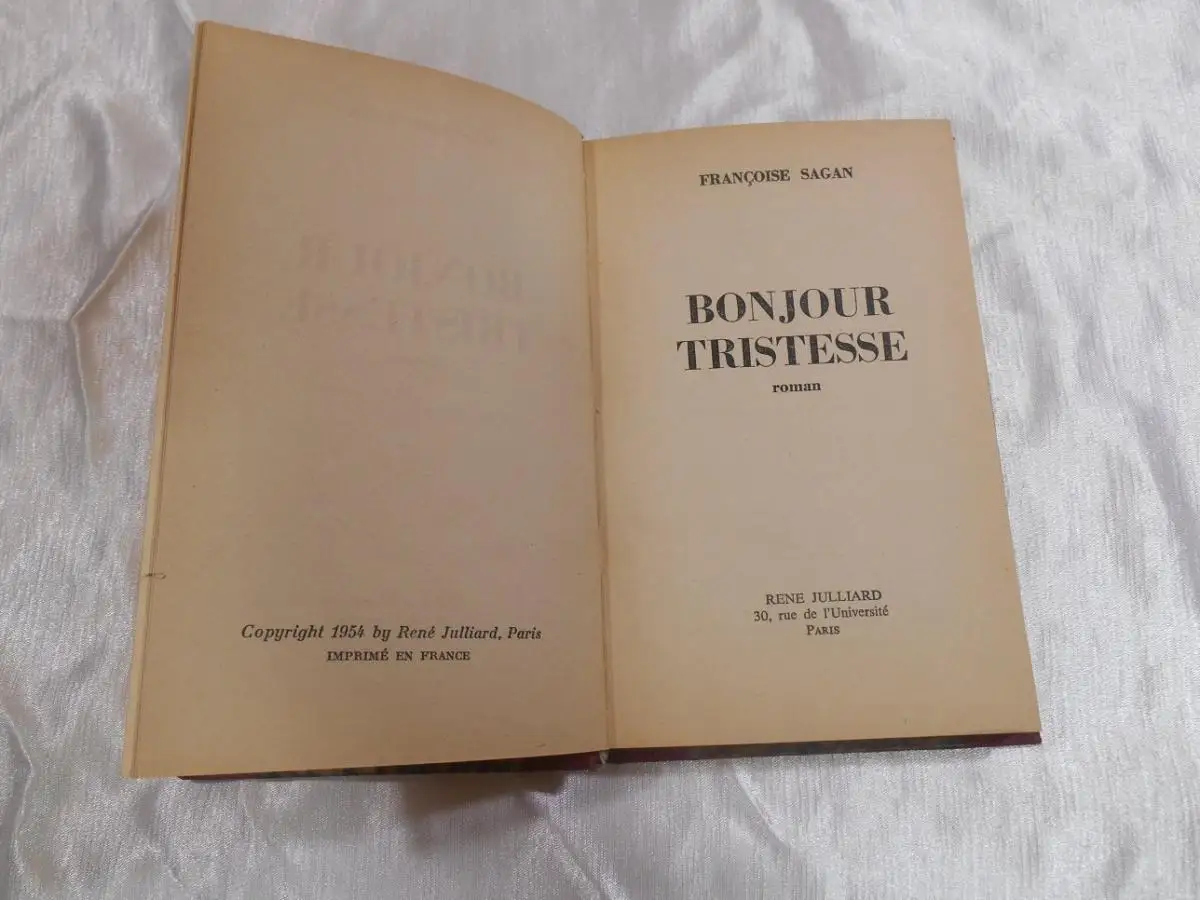 Copyright 1954 by René Julliard, Paris
IMPRIMÉ EN FRANCE
FRANÇOISE SAGAN
BONJOUR
TRISTESSE
roman
RENE JULLIARD
30, rue de l'Université
PARIS